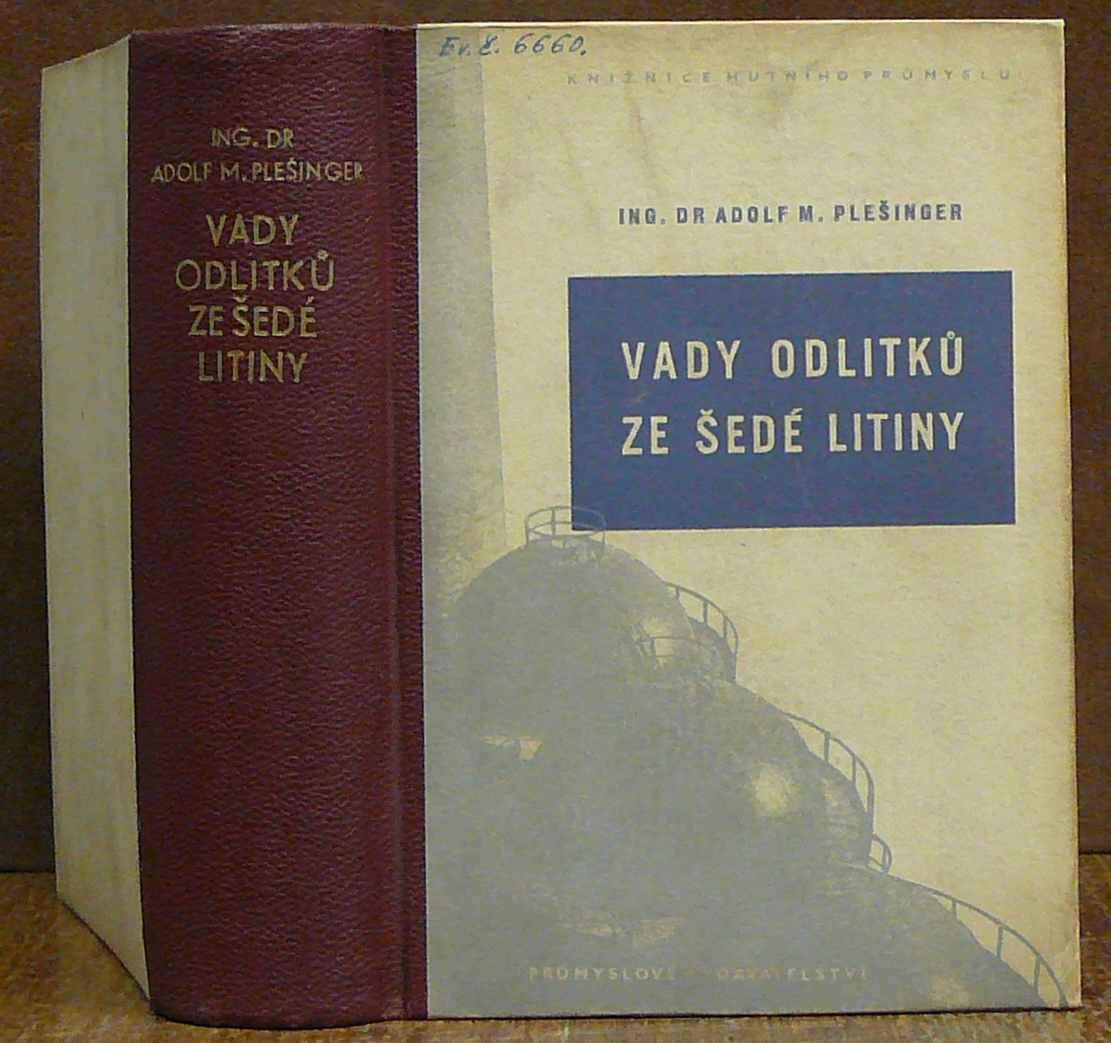 ING. DR
ADOLF M. PLEŠINGER
VADY
ODLITKŮ
ZE ŠEDÉ
LITINY
Ev. č. 6660.
KNIŽNICE HUTNÍHO PRŮMYSLU
ING. DR ADOLF M. PLEŠINGER
VADY ODLITKŮ
ZE ŠEDÉ LITINY
PRŮMYSLOVÉ VYDAVATELSTVÍ